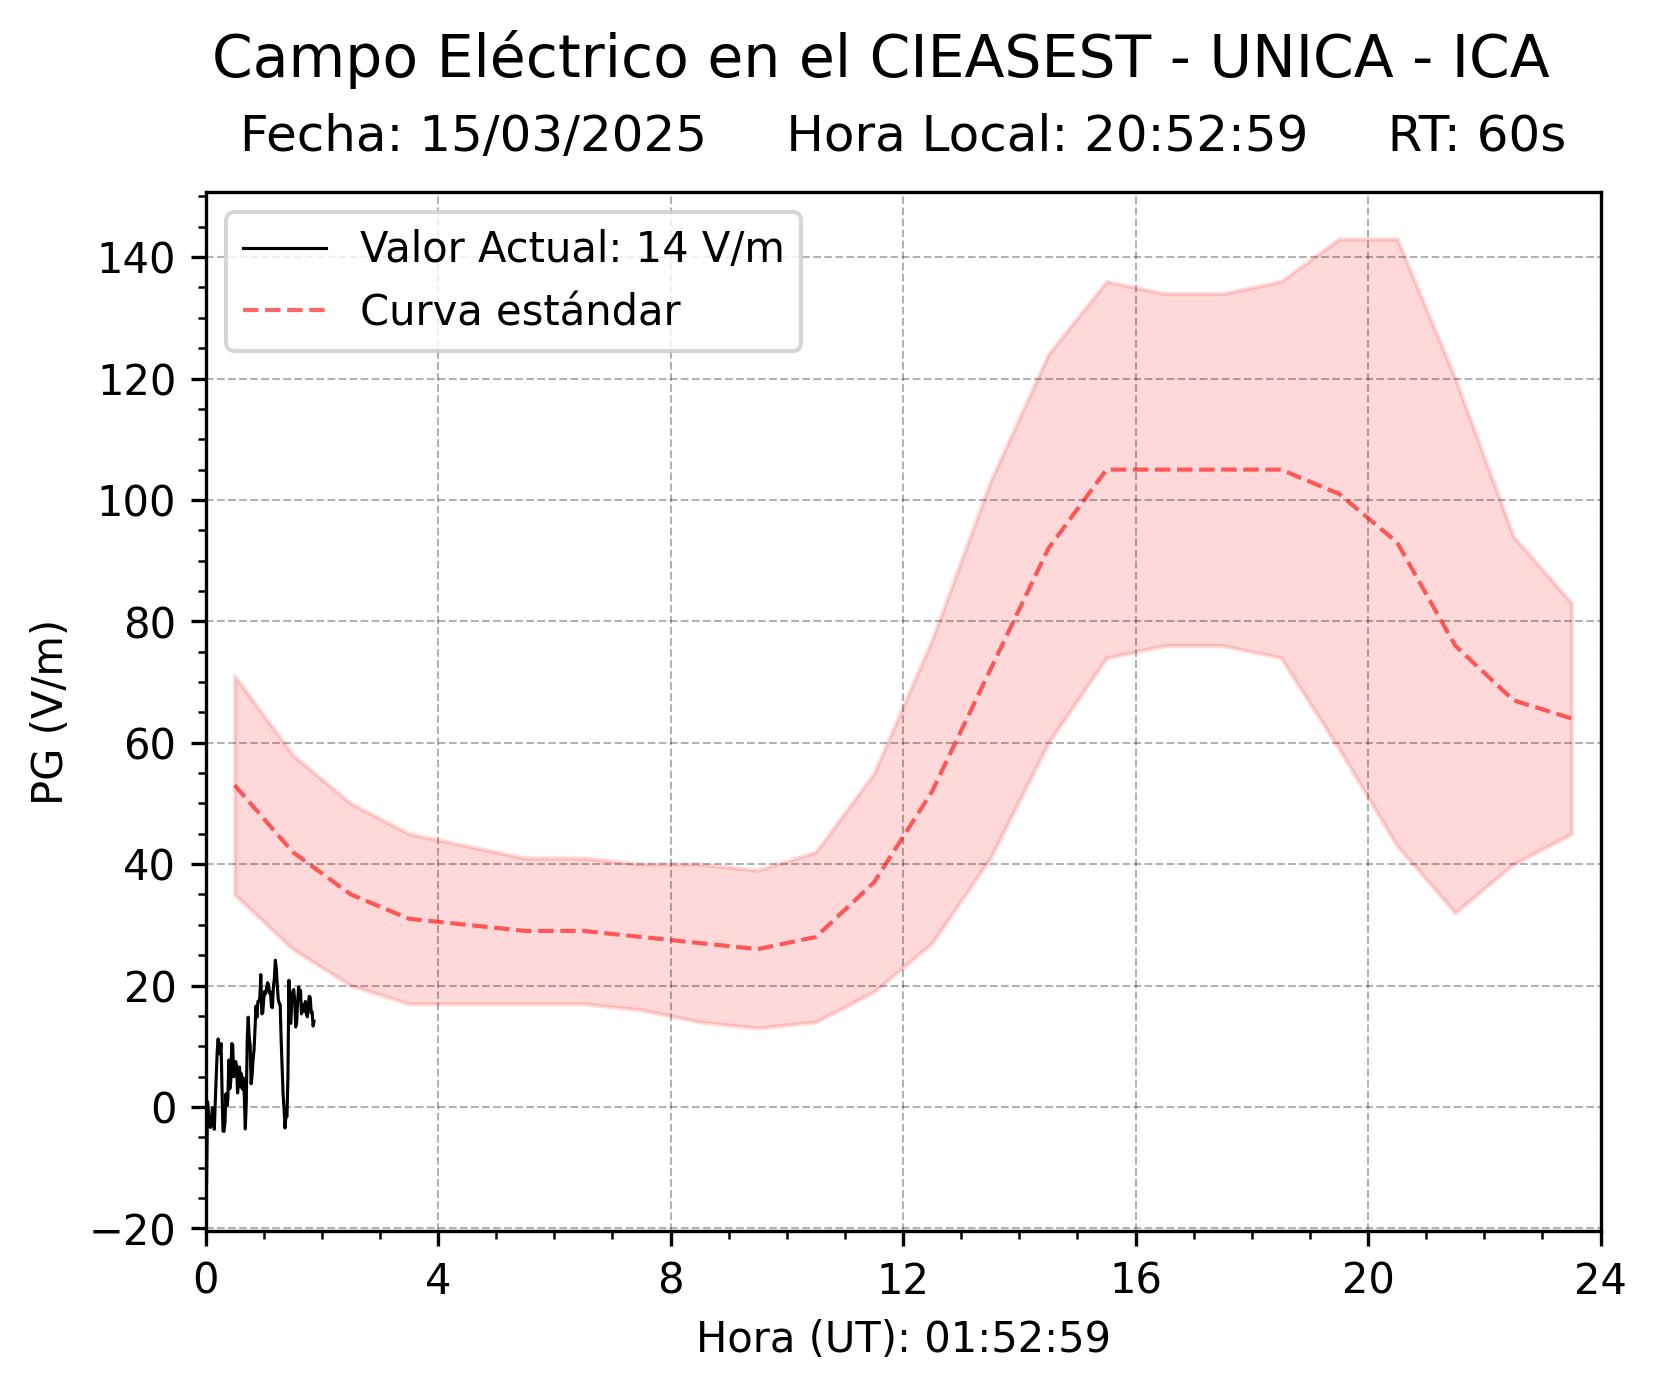 Campo Eléctrico en el CIEASEST - UNICA - ICA
Fecha: 15/03/2025 Hora Local: 20:52:59 RT: 60s
Valor Actual: 14 V/m
Curva estándar
PG (V/m)
140
120
100
80
60
40
20
0
−20
0 4 8 12 16 20 24
Hora (UT): 01:52:59